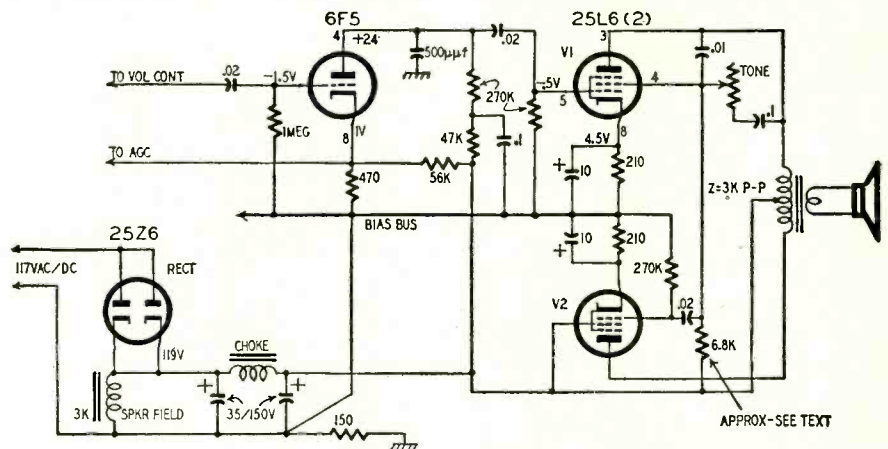 6F5
25L6(2)
4
+24
500µµf
.02
3
V1
.01
TO VOL CONT
.02
-1.5V
270K
-.5V
5
4
TONE
.1
1MEG
8
1V
47K
.1
8
4.5V
TO AGC
56K
470
+
10
210
Z=3K P-P
BIAS BUS
25Z6
+
10
210
270K
117VAC/DC
RECT
V2
.02
6.8K
119V
CHOKE
+
+
3K
SPKR FIELD
35/150V
150
APPROX-SEE TEXT